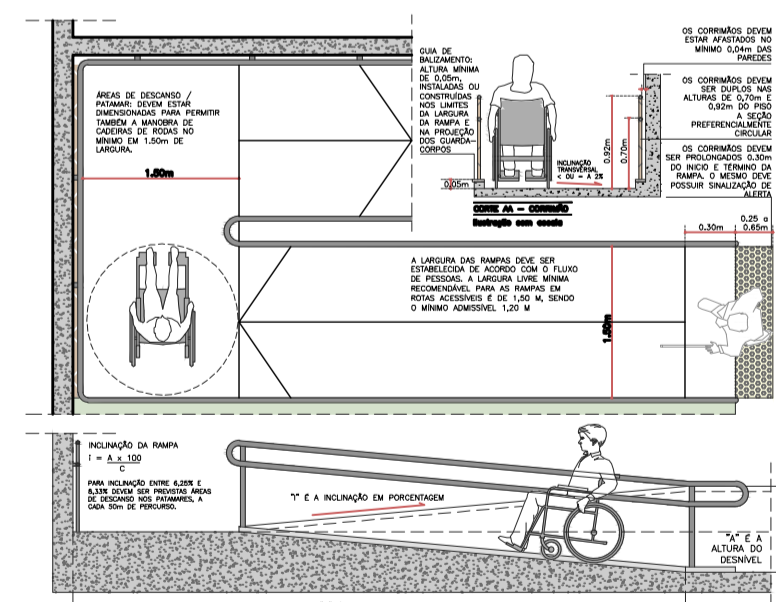 ÁREAS DE DESCANSO /
PATAMAR: DEVEM ESTAR
DIMENSIONADAS PARA PERMITIR
TAMBÉM A MANOBRA DE
CADEIRAS DE RODAS NO
MÍNIMO EM 1.50m DE
LARGURA.
1.50m
GUIA DE
BALIZAMENTO:
ALTURA MÍNIMA
DE 0,05m,
INSTALADAS OU
CONSTRUÍDAS
NOS LIMITES
DA LARGURA
DA RAMPA E
NA PROJEÇÃO
DOS GUARDA-
CORPOS
0.05m
INCLINAÇÃO
TRANSVERSAL
< OU = A 2%
0.92m
0.70m
CORTE AA - CORRIMÃO
Ilustração sem escala
OS CORRIMÃOS DEVEM
ESTAR AFASTADOS NO
MÍNIMO 0,04m DAS
PAREDES
OS CORRIMÃOS DEVEM
SER DUPLOS NAS
ALTURAS DE 0,70m E
0,92m DO PISO
A SEÇÃO
PREFERENCIALMENTE
CIRCULAR
OS CORRIMÃOS DEVEM
SER PROLONGADOS 0.30m
DO INICIO E TÉRMINO DA
RAMPA. O MESMO DEVE
POSSUIR SINALIZAÇÃO DE
ALERTA
0.30m
0.25 a
0.65m
A LARGURA DAS RAMPAS DEVE SER
ESTABELECIDA DE ACORDO COM O FLUXO
DE PESSOAS. A LARGURA LIVRE MÍNIMA
RECOMENDÁVEL PARA AS RAMPAS EM
ROTAS ACESSÍVEIS É DE 1,50 M, SENDO
O MÍNIMO ADMISSÍVEL 1,20 M
1.50m
INCLINAÇÃO DA RAMPA
i = A x 100
C
PARA INCLINAÇÃO ENTRE 6,25% E
8,33% DEVEM SER PREVISTAS ÁREAS
DE DESCANSO NOS PATAMARES, A
CADA 50m DE PERCURSO.
"i" É A INCLINAÇÃO EM PORCENTAGEM
"A" É A
ALTURA DO
DESNÍVEL